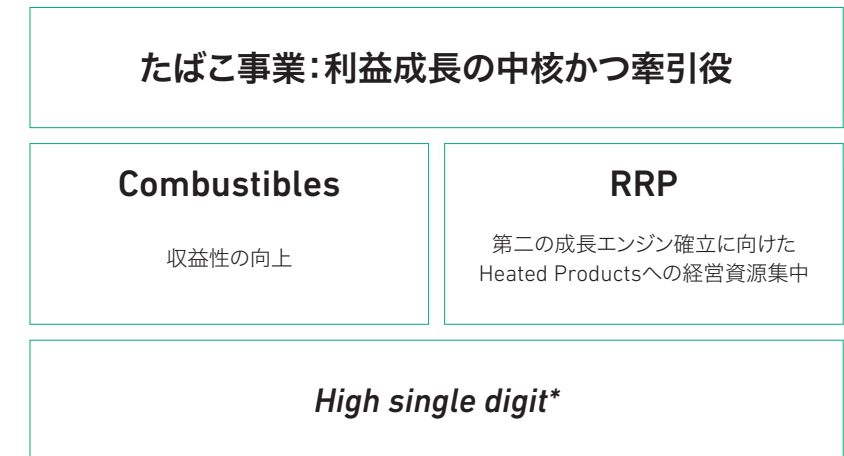 たばこ事業：利益成長の中核かつ牽引役
Combustibles
収益性の向上
RRP
第二の成長エンジン確立に向けた
Heated Productsへの経営資源集中
High single digit*